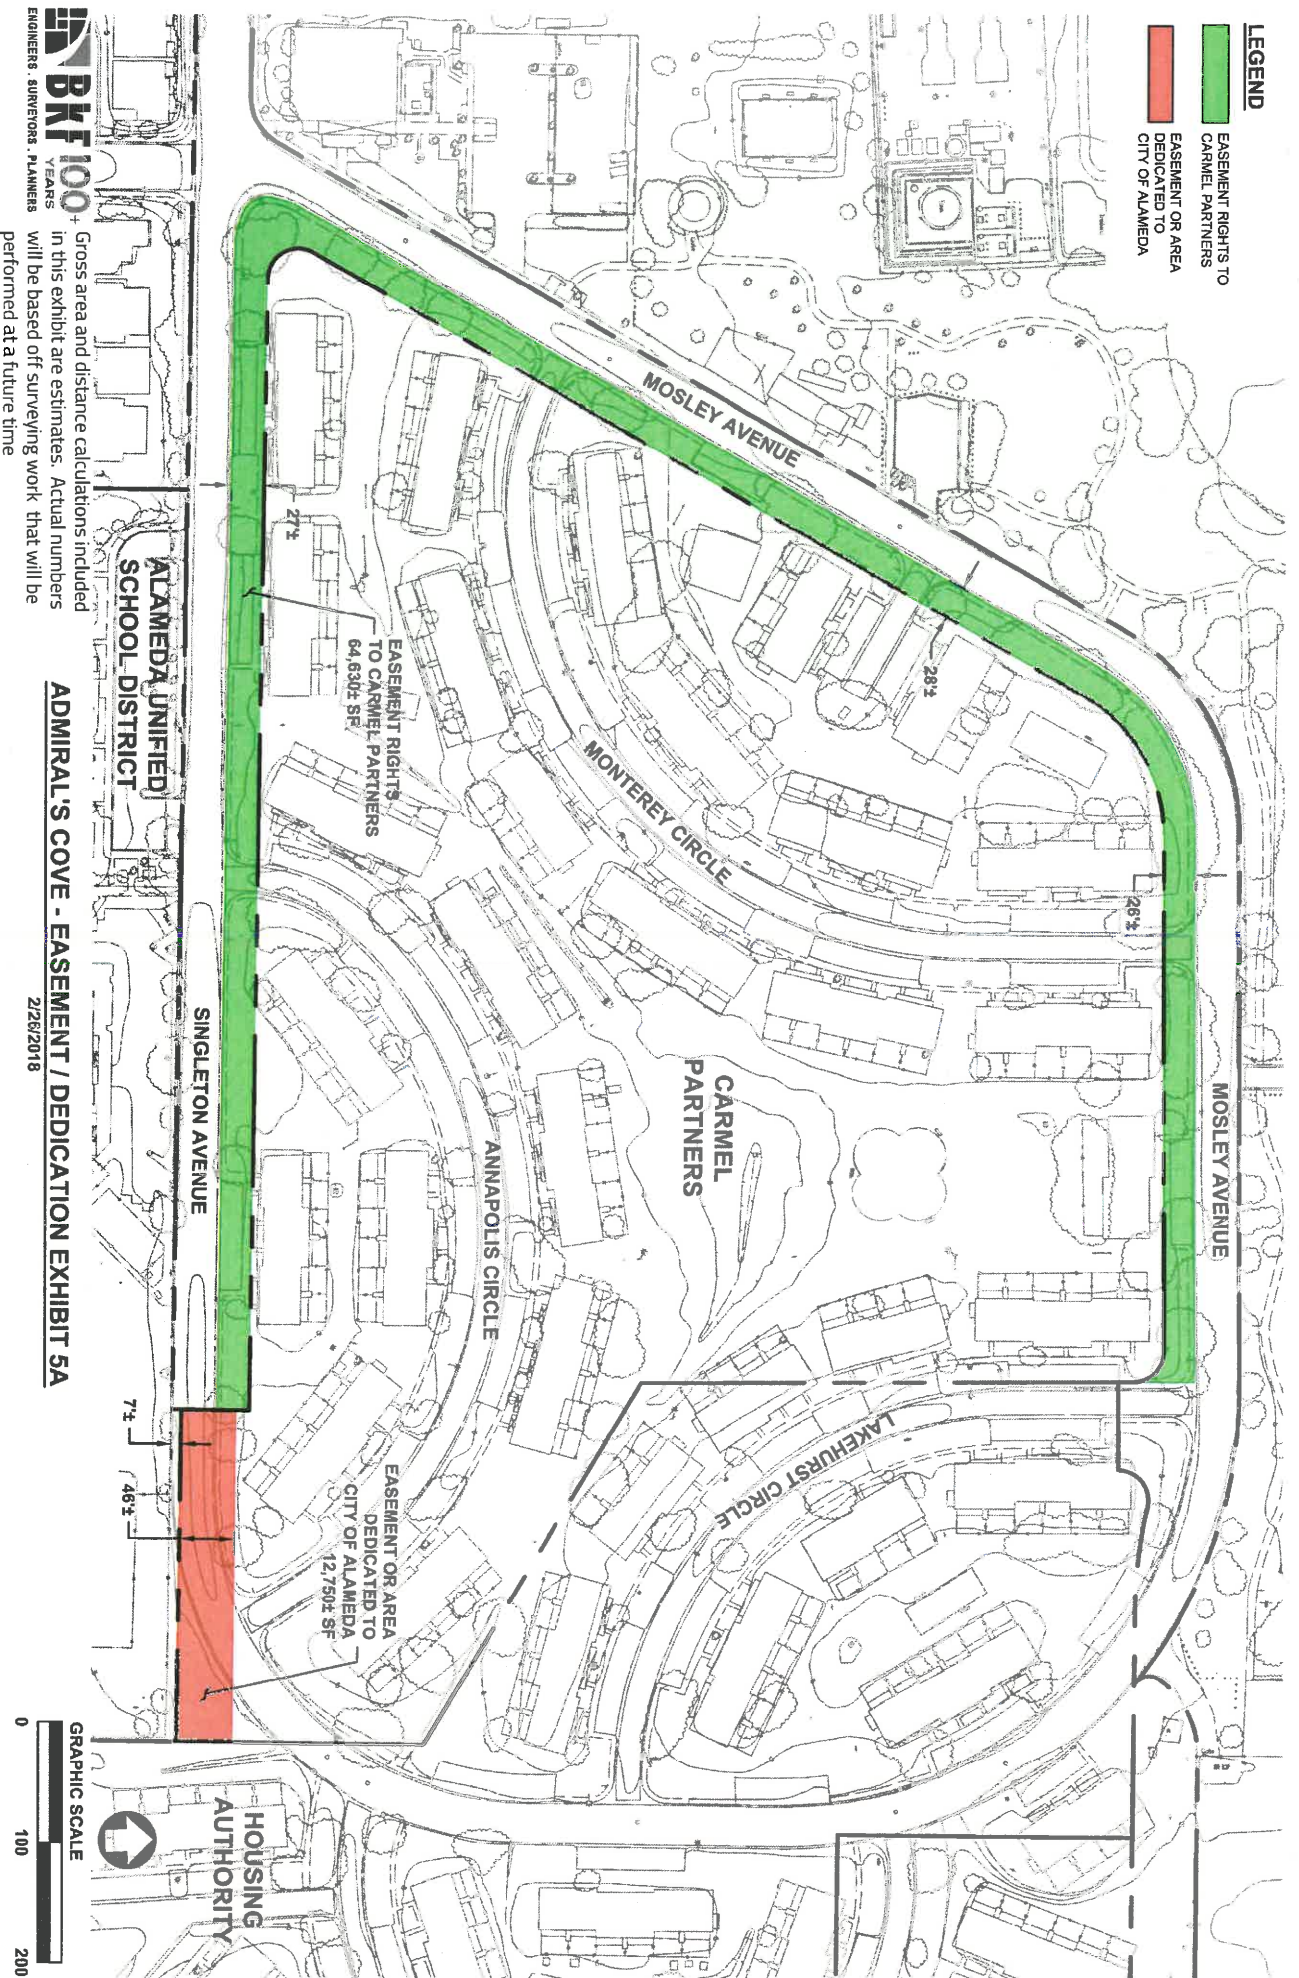 LEGEND
EASEMENT RIGHTS TO
CARMEL PARTNERS
EASEMENT OR AREA
DEDICATED TO
CITY OF ALAMEDA
MOSLEY AVENUE
MOSLEY AVENUE
28'±
26'±
27'±
MONTEREY CIRCLE
EASEMENT RIGHTS
TO CARMEL PARTNERS
64,630± SF
CARMEL
PARTNERS
LAKEHURST CIRCLE
ANNAPOLIS CIRCLE
EASEMENT OR AREA
DEDICATED TO
CITY OF ALAMEDA
12,750± SF
SINGLETON AVENUE
7'±
46'±
ALAMEDA UNIFIED
SCHOOL DISTRICT
HOUSING
AUTHORITY
BKF 100+
YEARS
ENGINEERS . SURVEYORS . PLANNERS
Gross area and distance calculations included
in this exhibit are estimates. Actual numbers
will be based off surveying work that will be
performed at a future time
ADMIRAL'S COVE - EASEMENT / DEDICATION EXHIBIT 5A
2/26/2018
GRAPHIC SCALE
0 100 200